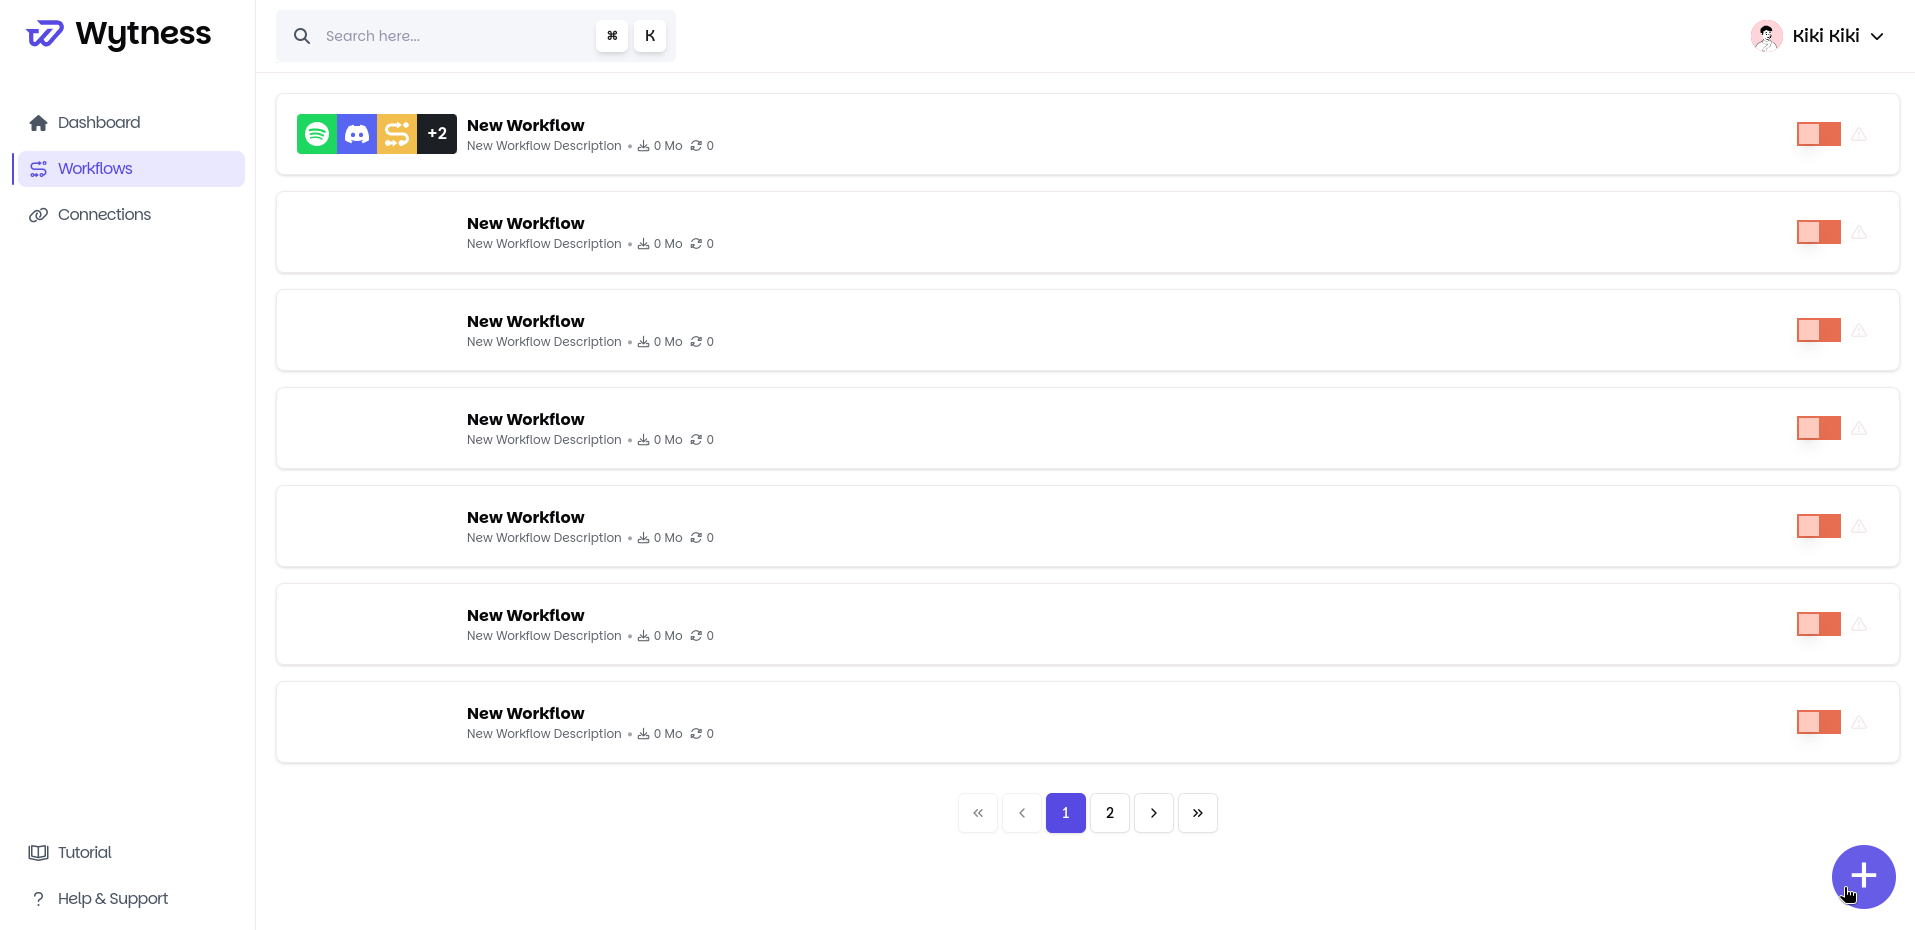 Wytness
Search here...
⌘ K
Kiki Kiki
Dashboard
Workflows
Connections
+2
New Workflow
New Workflow Description • 0 Mo 0
New Workflow
New Workflow Description • 0 Mo 0
New Workflow
New Workflow Description • 0 Mo 0
New Workflow
New Workflow Description • 0 Mo 0
New Workflow
New Workflow Description • 0 Mo 0
New Workflow
New Workflow Description • 0 Mo 0
New Workflow
New Workflow Description • 0 Mo 0
« ‹ 1 2 › »
Tutorial
? Help & Support
+